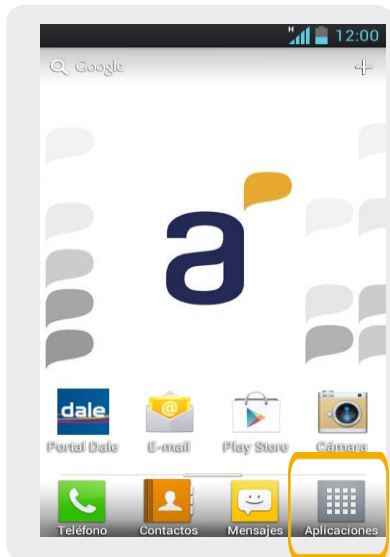 H 12:00
Google
a
dale
Portal Dale E-mail Play Store Cámara
Teléfono Contactos Mensajes Aplicaciones